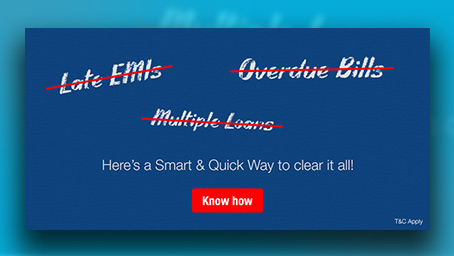 Late EMIs
Overdue Bills
Multiple Loans
Here's a Smart & Quick Way to clear it all!
Know how
T&C Apply